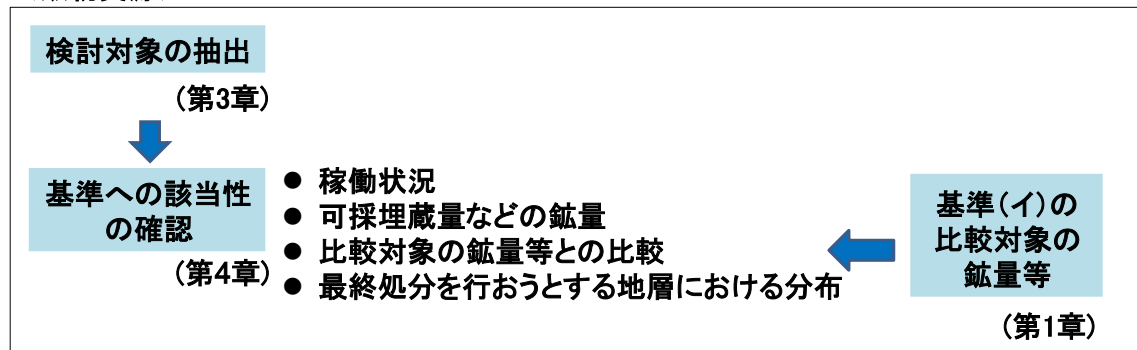 検討対象の抽出
(第3章)
基準への該当性
の確認
(第4章)
● 稼働状況
● 可採埋蔵量などの鉱量
● 比較対象の鉱量等との比較
● 最終処分を行おうとする地層における分布
基準(イ)の
比較対象の
鉱量等
(第1章)